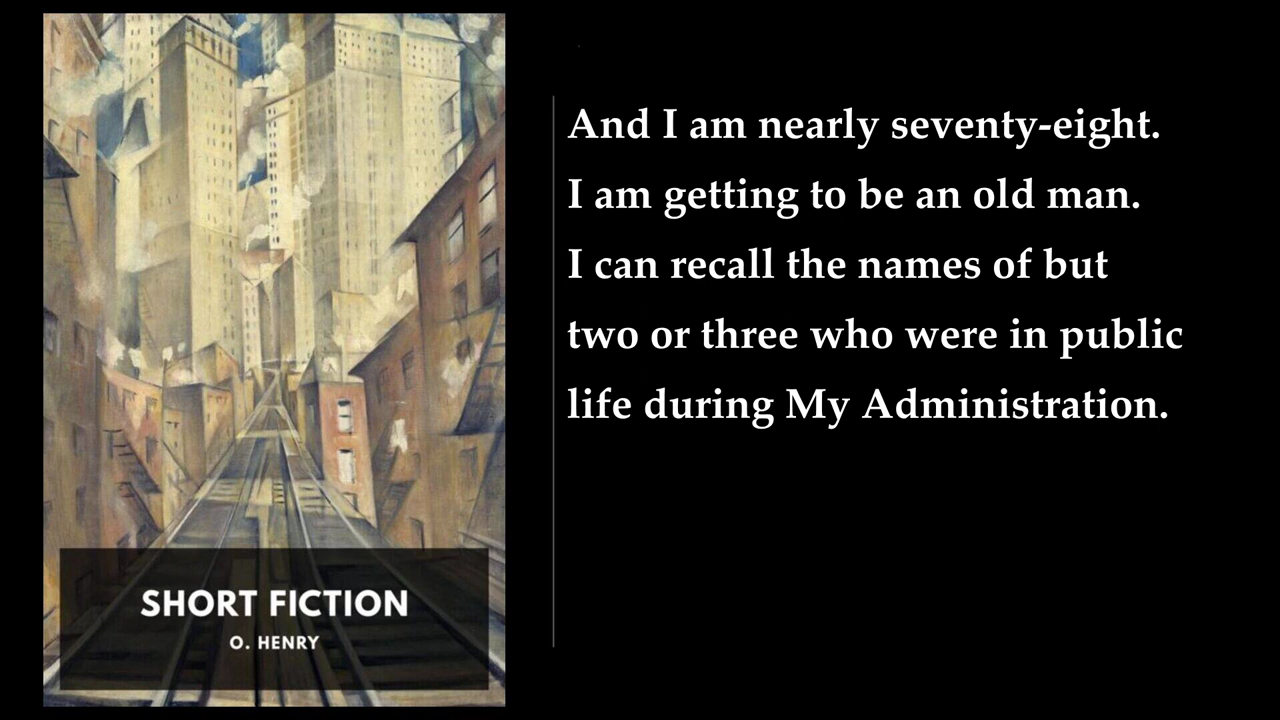 SHORT FICTION
O. HENRY
And I am nearly seventy-eight.
I am getting to be an old man.
I can recall the names of but
two or three who were in public
life during My Administration.